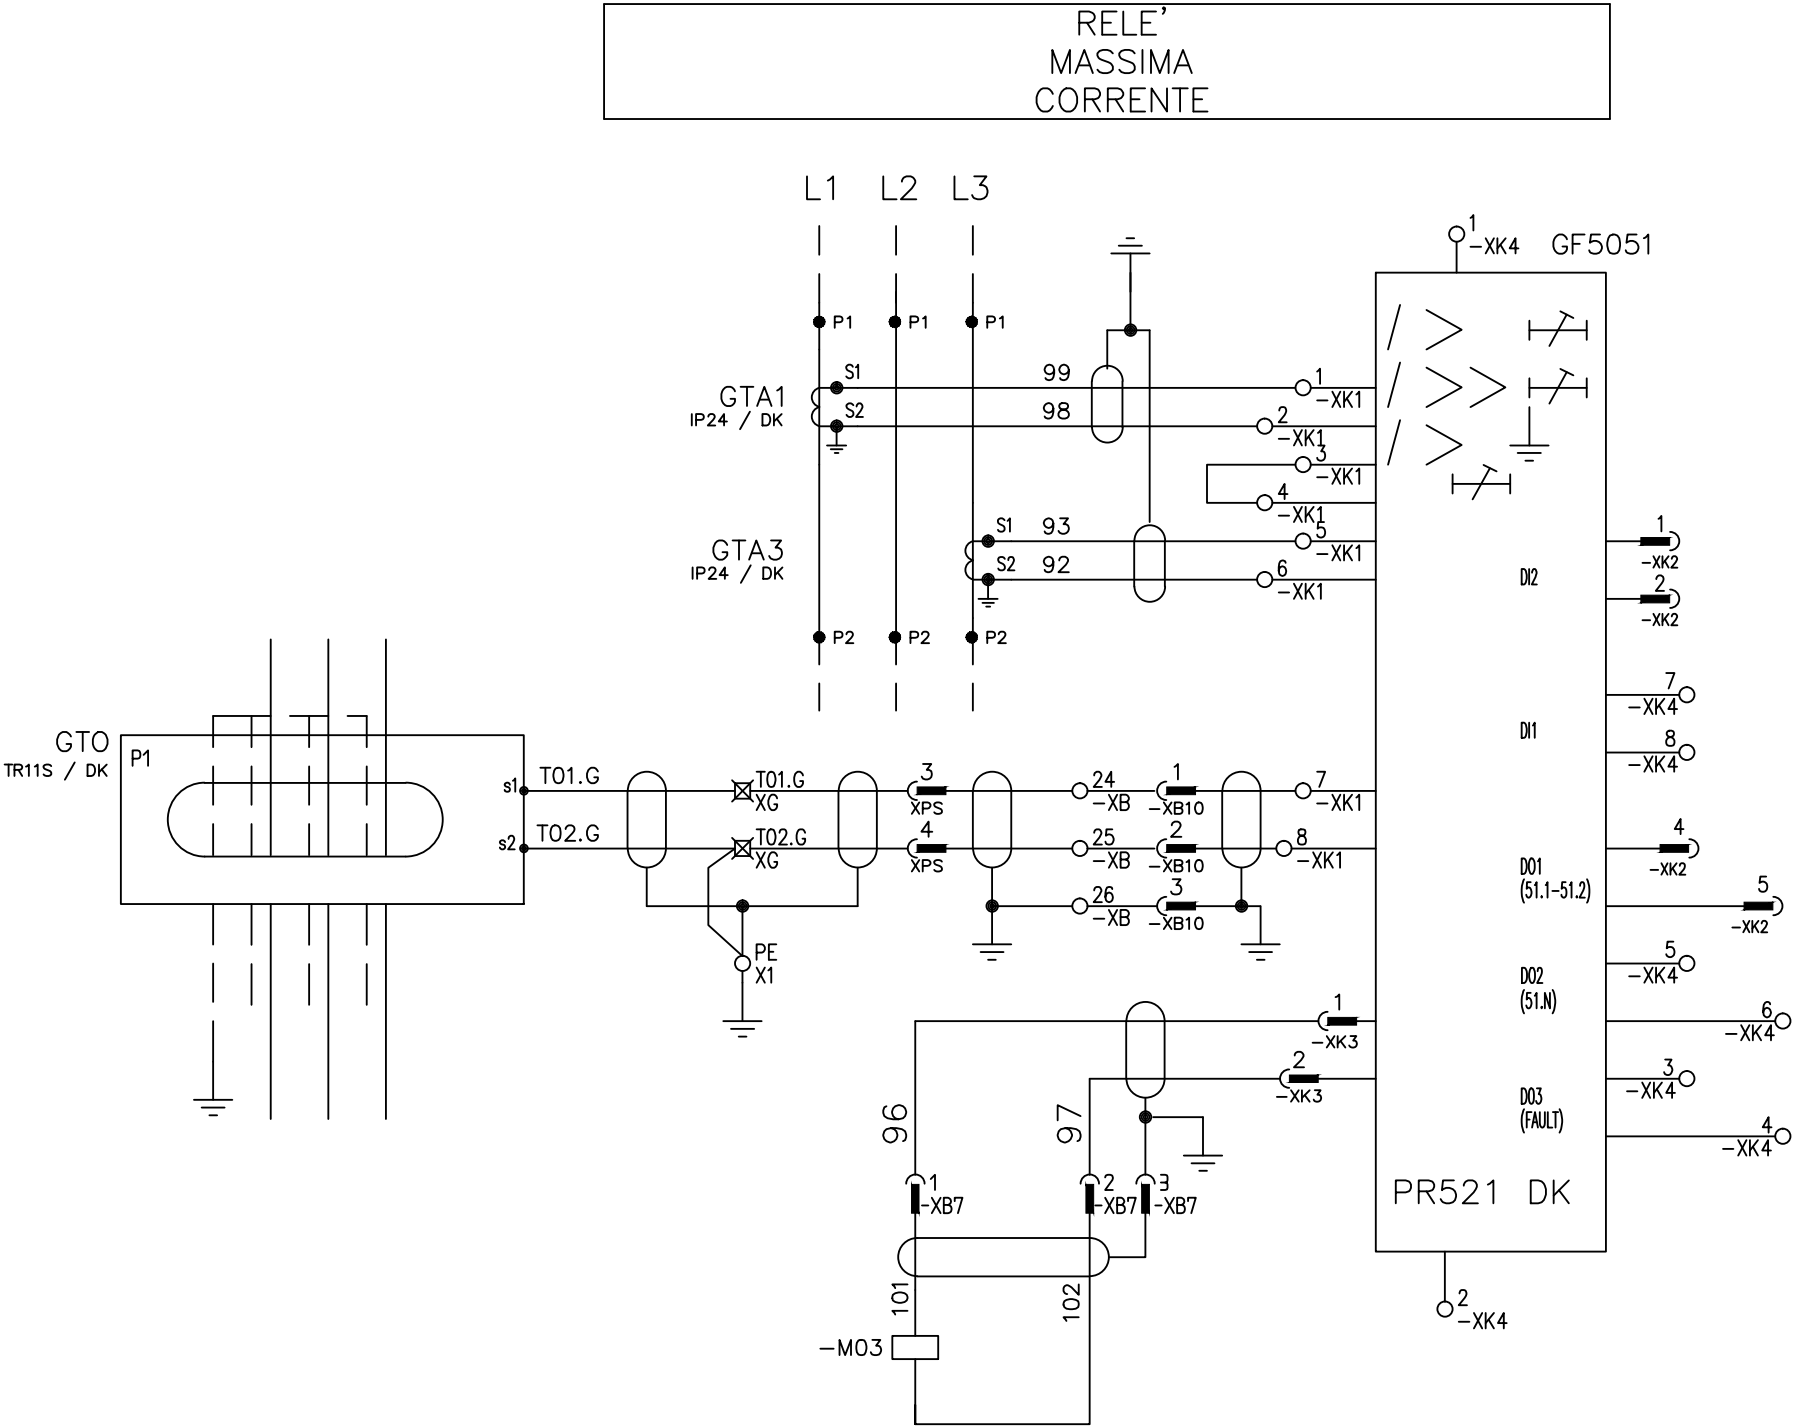 RELE’
MASSIMA
CORRENTE
L1 L2 L3
1
-XK4
GF5051
P1 P1 P1
GTA1
IP24 / DK
S1
99
1
-XK1
S2
98
2
-XK1
3
-XK1
4
-XK1
GTA3
IP24 / DK
S1
93
5
-XK1
S2
92
6
-XK1
P2 P2 P2
DI2
1
-XK2
2
-XK2
DI1
7
-XK4
8
-XK4
GTO
TR11S / DK
P1
s1
T01.G
T01.G
XG
3
XPS
24
-XB
1
-XB10
7
-XK1
s2
T02.G
T02.G
XG
4
XPS
25
-XB
2
-XB10
8
-XK1
26
-XB
3
-XB10
PE
X1
DO1
(51.1-51.2)
4
-XK2
5
-XK2
DO2
(51.N)
5
-XK4
6
-XK4
DO3
(FAULT)
3
-XK4
4
-XK4
1
-XK3
2
-XK3
96
97
1
-XB7
2
-XB7
3
-XB7
PR521 DK
101
102
-MO3
2
-XK4